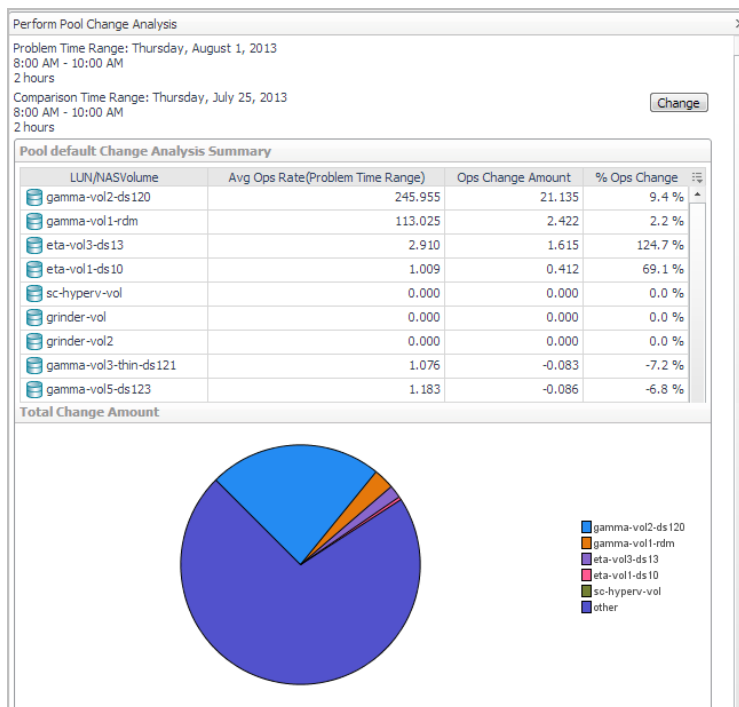 Perform Pool Change Analysis
Problem Time Range: Thursday, August 1, 2013
8:00 AM - 10:00 AM
2 hours
Comparison Time Range: Thursday, July 25, 2013
8:00 AM - 10:00 AM
2 hours
Change
Pool default Change Analysis Summary
LUN/NASVolume Avg Ops Rate(Problem Time Range) Ops Change Amount % Ops Change
gamma-vol2-ds120 245.955 21.135 9.4 %
gamma-vol1-rdm 113.025 2.422 2.2 %
eta-vol3-ds13 2.910 1.615 124.7 %
eta-vol1-ds10 1.009 0.412 69.1 %
sc-hyperv-vol 0.000 0.000 0.0 %
grinder-vol 0.000 0.000 0.0 %
grinder-vol2 0.000 0.000 0.0 %
gamma-vol3-thin-ds121 1.076 -0.083 -7.2 %
gamma-vol5-ds123 1.183 -0.086 -6.8 %
Total Change Amount
gamma-vol2-ds120
gamma-vol1-rdm
eta-vol3-ds13
eta-vol1-ds10
sc-hyperv-vol
other